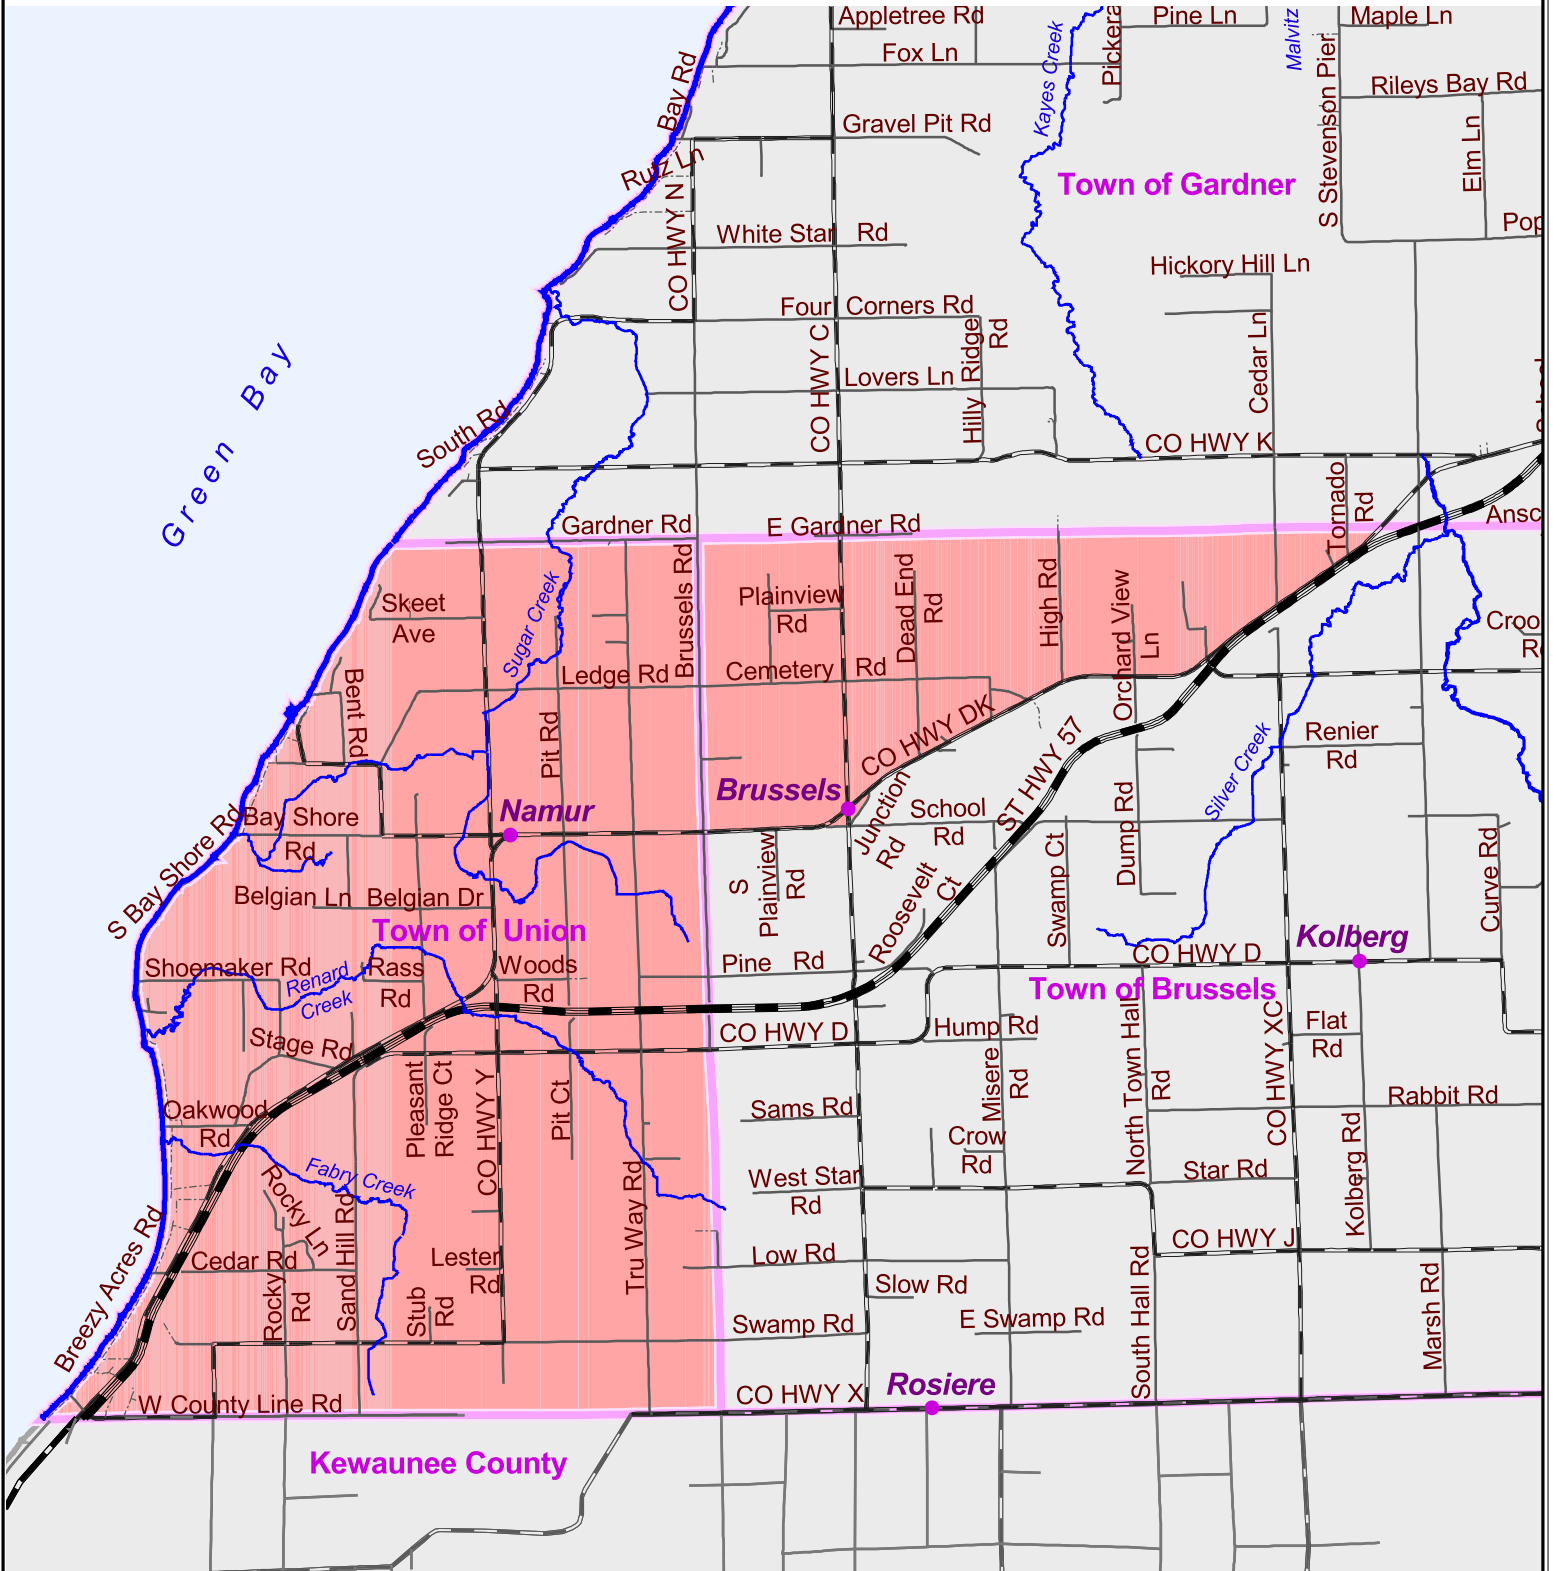 Appletree Rd
Pine Ln
Maple Ln
Malvitz
Kayes Creek
Fox Ln
Bay Rd
S Stevenson Pier
Rileys Bay Rd
Gravel Pit Rd
Elm Ln
Rutz Ln
Town of Gardner
CO HWY N
White Star Rd
Hickory Hill Ln
Four Corners Rd
Hilly Ridge
Rd
Cedar Ln
CO HWY C
Green Bay
Lovers Ln
South Rd
CO HWY K
Tornado
Rd
Gardner Rd
E Gardner Rd
Brussels Rd
Sugar Creek
Skeet
Ave
Plainview
Rd
Dead End
Rd
High Rd
Orchard View
Ln
Ledge Rd
Cemetery Rd
Bent Rd
Pit Rd
CO HWY DK
ST HWY 57
Silver Creek
Renier
Rd
Brussels
Namur
S Bay Shore Rd
Bay Shore
Rd
Junction
Rd
School
Rd
Dump Rd
Swamp Ct
Curve Rd
S
Plainview
Rd
Roosevelt
Ct
Belgian Ln
Belgian Dr
Town of Union
Kolberg
CO HWY D
Shoemaker Rd
Renard
Creek
Rass
Rd
Woods
Rd
Pine Rd
Town of Brussels
CO HWY D
Hump Rd
Flat
Rd
Stage Rd
Misere
Rd
North Town Hall
Rd
CO HWY XC
Pleasant
Ridge Ct
CO HWY Y
Pit Ct
Oakwood
Rd
Sams Rd
Rabbit Rd
Crow
Rd
Kolberg Rd
Fabry Creek
West Star
Rd
Star Rd
Rocky Ln
Sand Hill Rd
Tru Way Rd
Breezy Acres Rd
Cedar Rd
Lester
Rd
Low Rd
CO HWY J
Rocky
Rd
Stub
Rd
Slow Rd
South Hall Rd
Marsh Rd
Swamp Rd
E Swamp Rd
W County Line Rd
CO HWY X
Rosiere
Kewaunee County